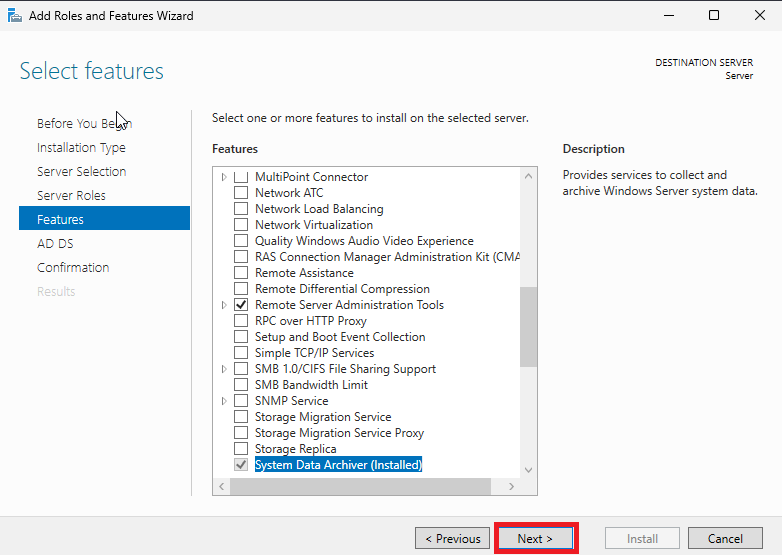 Add Roles and Features Wizard
Select features
DESTINATION SERVER
Server
Before You Begin
Installation Type
Server Selection
Server Roles
Features
AD DS
Confirmation
Results
Select one or more features to install on the selected server.
Features
MultiPoint Connector
Network ATC
Network Load Balancing
Network Virtualization
Quality Windows Audio Video Experience
RAS Connection Manager Administration Kit (CMA
Remote Assistance
Remote Differential Compression
Remote Server Administration Tools
RPC over HTTP Proxy
Setup and Boot Event Collection
Simple TCP/IP Services
SMB 1.0/CIFS File Sharing Support
SMB Bandwidth Limit
SNMP Service
Storage Migration Service
Storage Migration Service Proxy
Storage Replica
System Data Archiver (Installed)
Description
Provides services to collect and
archive Windows Server system data.
< Previous
Next >
Install
Cancel